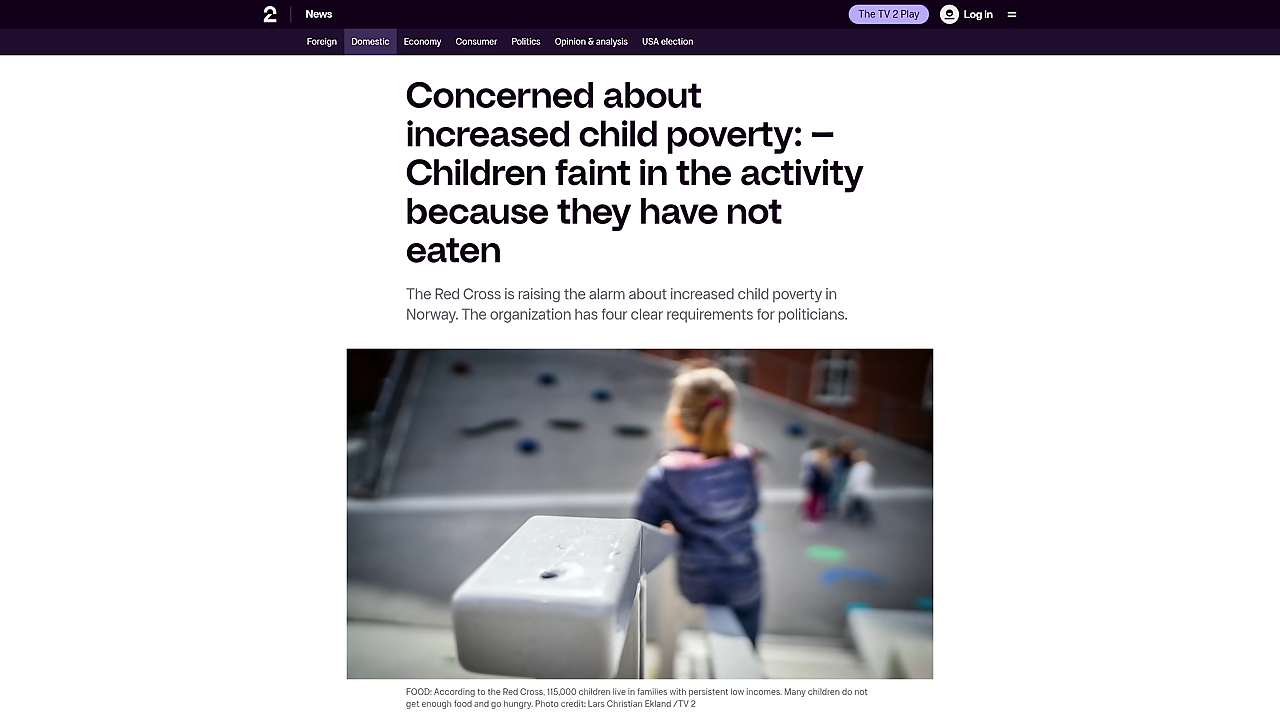 2 News The TV 2 Play Log In
Foreign Domestic Economy Consumer Politics Opinion & analysis USA election
Concerned about
increased child poverty: –
Children faint in the activity
because they have not
eaten
The Red Cross is raising the alarm about increased child poverty in
Norway. The organization has four clear requirements for politicians.
FOOD: According to the Red Cross, 115,000 children live in families with persistent low incomes. Many children do not
get enough food and go hungry. Photo credit: Lars Christian Ekland /TV 2